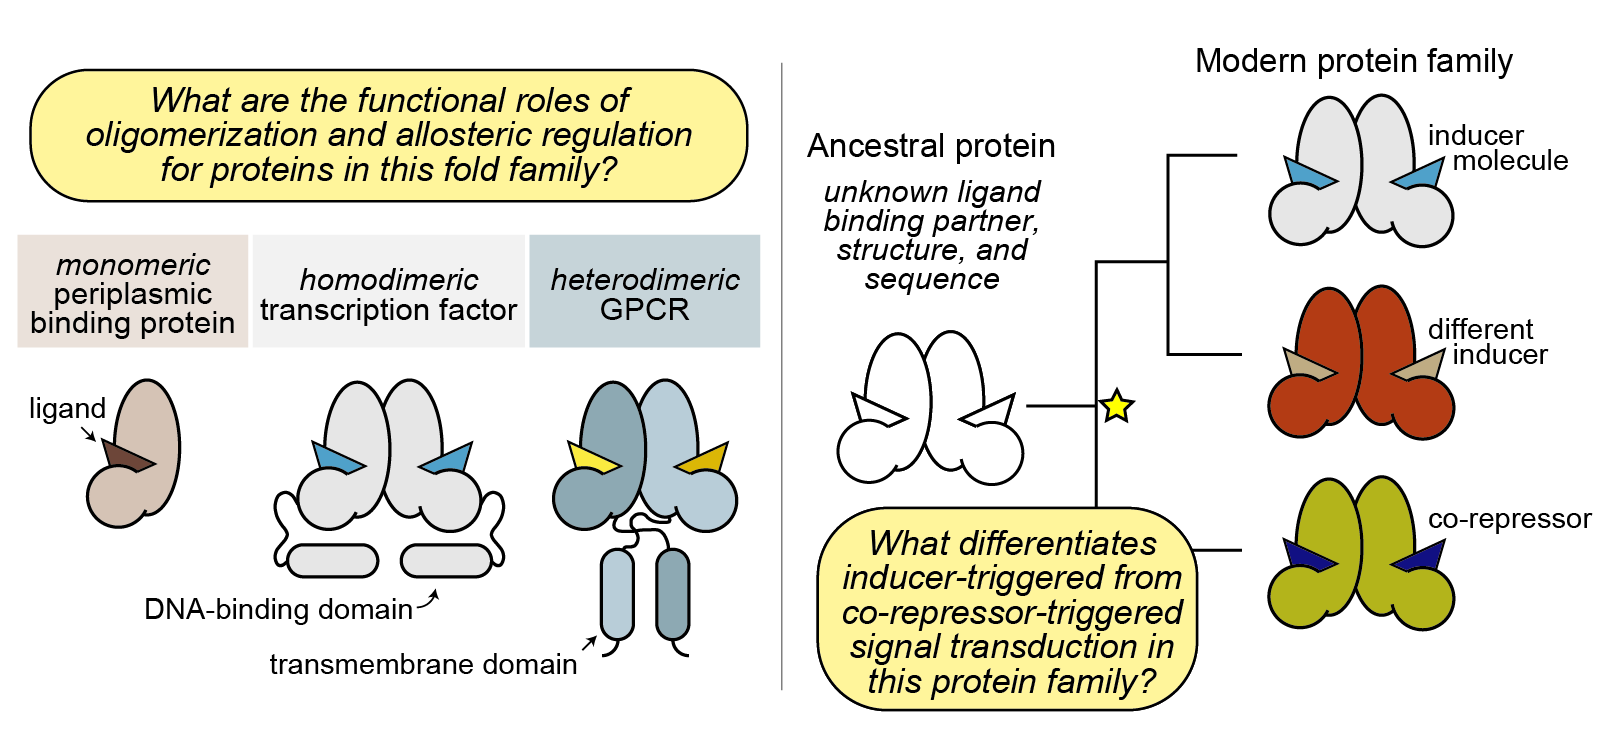 What are the functional roles of
oligomerization and allosteric regulation
for proteins in this fold family?
monomeric
periplasmic
binding protein
homodimeric
transcription factor
heterodimeric
GPCR
ligand
DNA-binding domain
transmembrane domain
Modern protein family
Ancestral protein
unknown ligand
binding partner,
structure, and
sequence
inducer
molecule
different
inducer
co-repressor
What differentiates
inducer-triggered from
co-repressor-triggered
signal transduction in
this protein family?